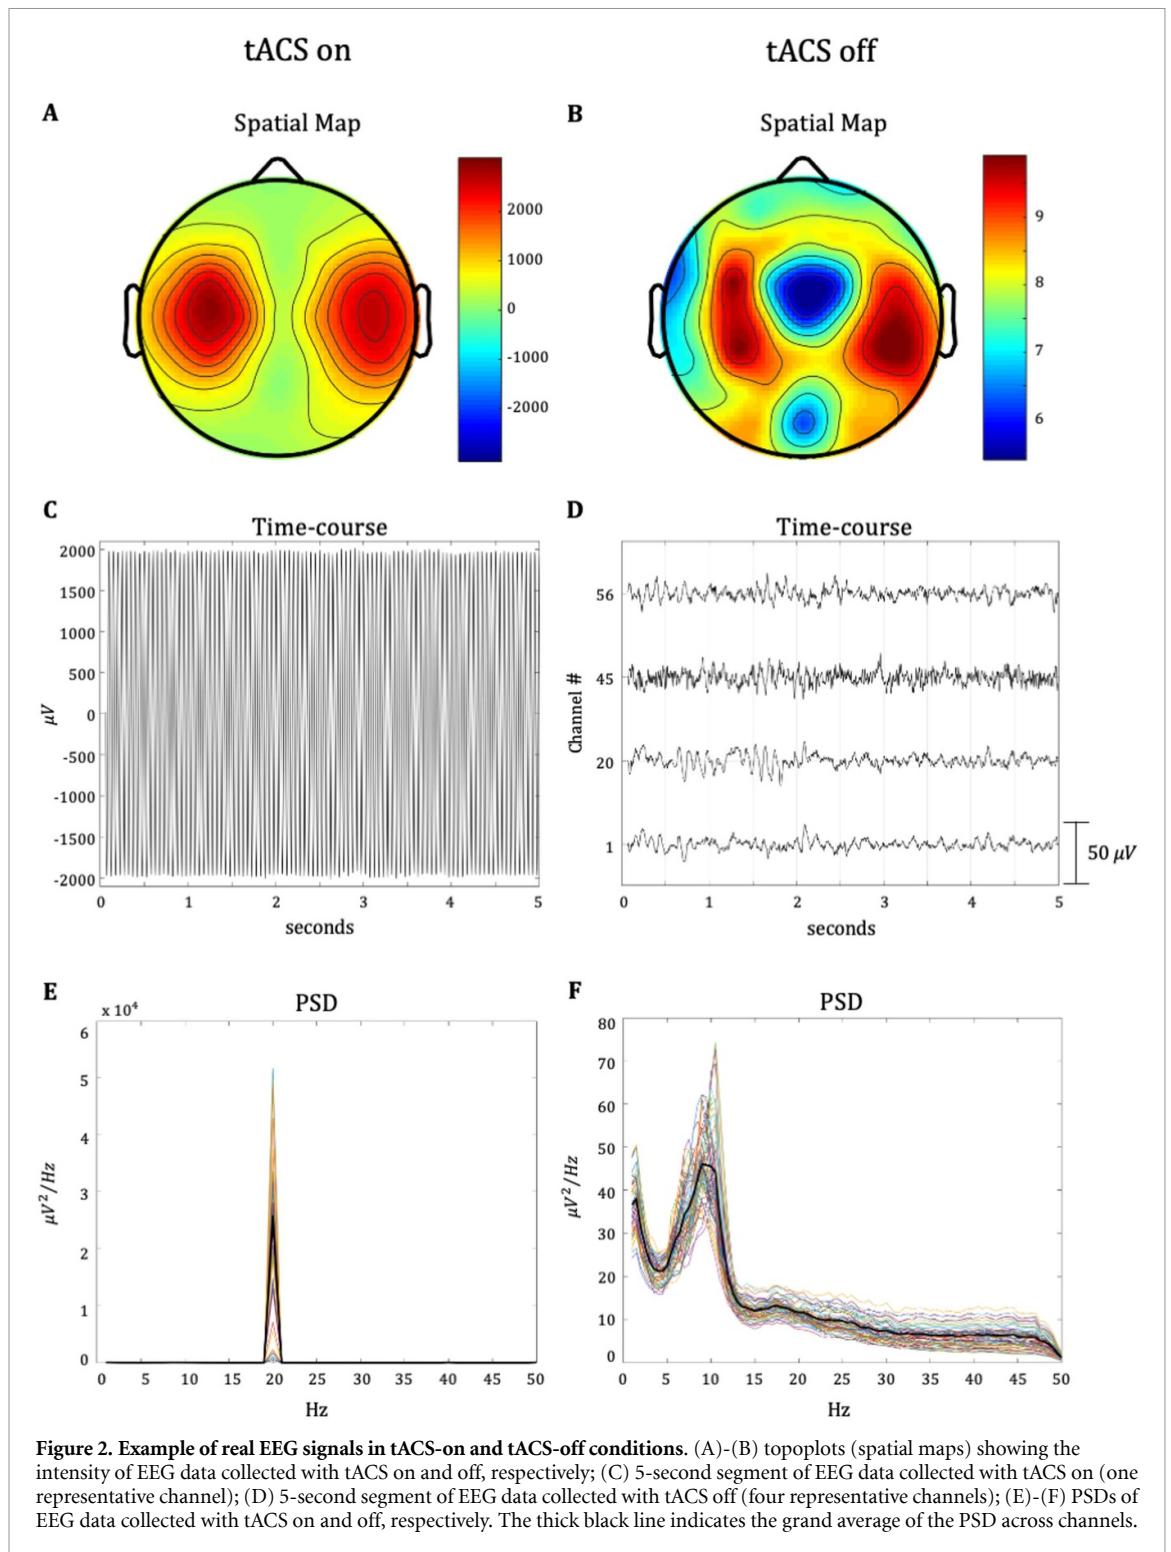 tACS on
tACS off
A
Spatial Map
2000
1000
0
-1000
-2000
B
Spatial Map
9
8
7
6
C
Time-course
2000
1500
1000
500
0
-500
-1000
-1500
-2000
μV
0 1 2 3 4 5
seconds
D
Time-course
56
45
20
1
Channel #
50 μV
0 1 2 3 4 5
seconds
E
x 10⁴
PSD
6
5
4
3
2
1
0
μV²/Hz
0 5 10 15 20 25 30 35 40 45 50
Hz
F
PSD
80
70
60
50
40
30
20
10
0
μV²/Hz
0 5 10 15 20 25 30 35 40 45 50
Hz
Figure 2. Example of real EEG signals in tACS-on and tACS-off conditions. (A)-(B) topoplots (spatial maps) showing the
intensity of EEG data collected with tACS on and off, respectively; (C) 5-second segment of EEG data collected with tACS on (one
representative channel); (D) 5-second segment of EEG data collected with tACS off (four representative channels); (E)-(F) PSDs of
EEG data collected with tACS on and off, respectively. The thick black line indicates the grand average of the PSD across channels.